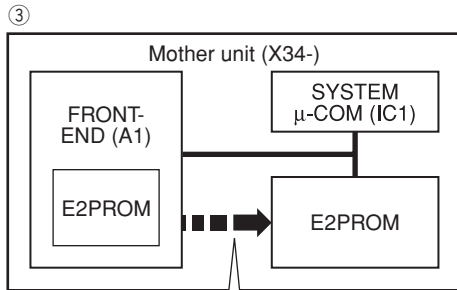 ③
Mother unit (X34-)
FRONT-
END (A1)
E2PROM
SYSTEM
μ-COM (IC1)
E2PROM